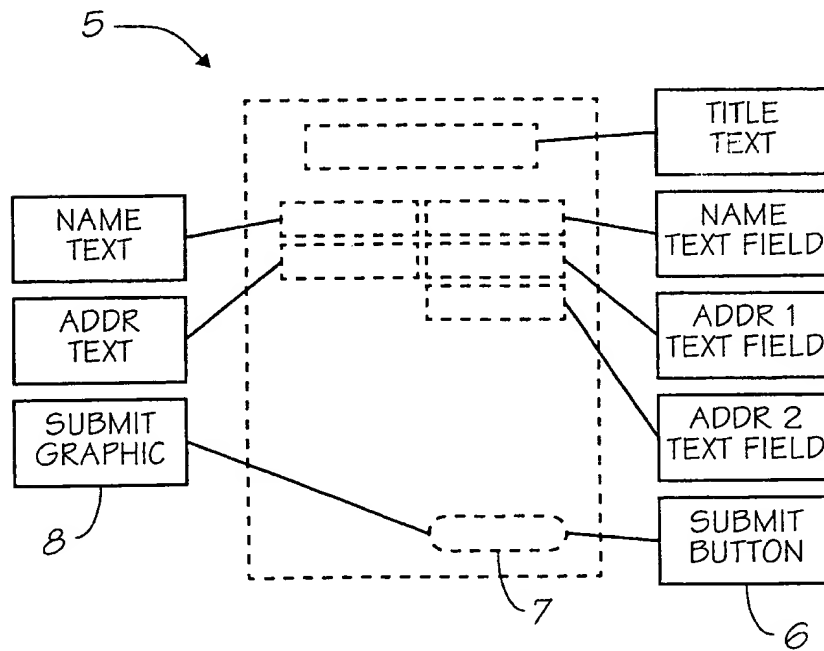 5
TITLE
TEXT
NAME
TEXT
NAME
TEXT FIELD
ADDR
TEXT
ADDR 1
TEXT FIELD
SUBMIT
GRAPHIC
ADDR 2
TEXT FIELD
SUBMIT
BUTTON
8
7
6